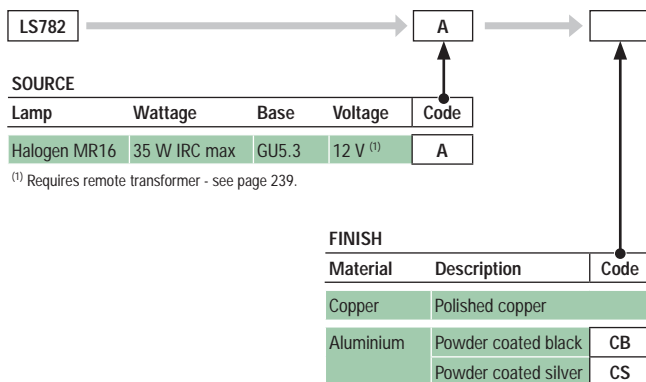 LS782 A
SOURCE
Lamp Wattage Base Voltage Code
Halogen MR16 35 W IRC max GU5.3 12 V (1) A
(1) Requires remote transformer - see page 239.
FINISH
Material Description Code
Copper Polished copper
Aluminium Powder coated black CB
Powder coated silver CS